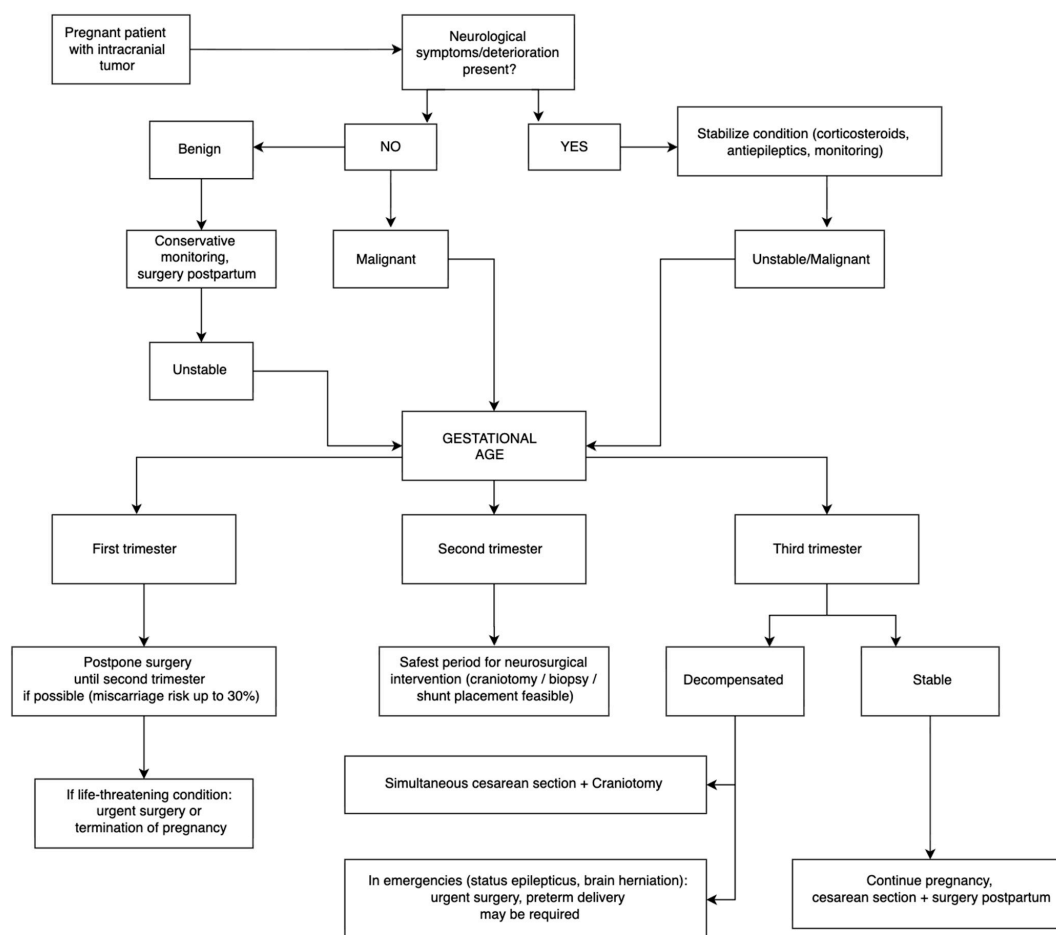 Pregnant patient
with intracranial
tumor
Neurological
symptoms/deterioration
present?
Benign
NO
YES
Stabilize condition (corticosteroids,
antiepileptics, monitoring)
Conservative
monitoring,
surgery postpartum
Malignant
Unstable/Malignant
Unstable
GESTATIONAL
AGE
First trimester
Second trimester
Third trimester
Postpone surgery
until second trimester
if possible (miscarriage risk up to 30%)
Safest period for neurosurgical
intervention (craniotomy / biopsy /
shunt placement feasible)
Decompensated
Stable
If life-threatening condition:
urgent surgery or
termination of pregnancy
Simultaneous cesarean section + Craniotomy
In emergencies (status epilepticus, brain herniation):
urgent surgery, preterm delivery
may be required
Continue pregnancy,
cesarean section + surgery postpartum